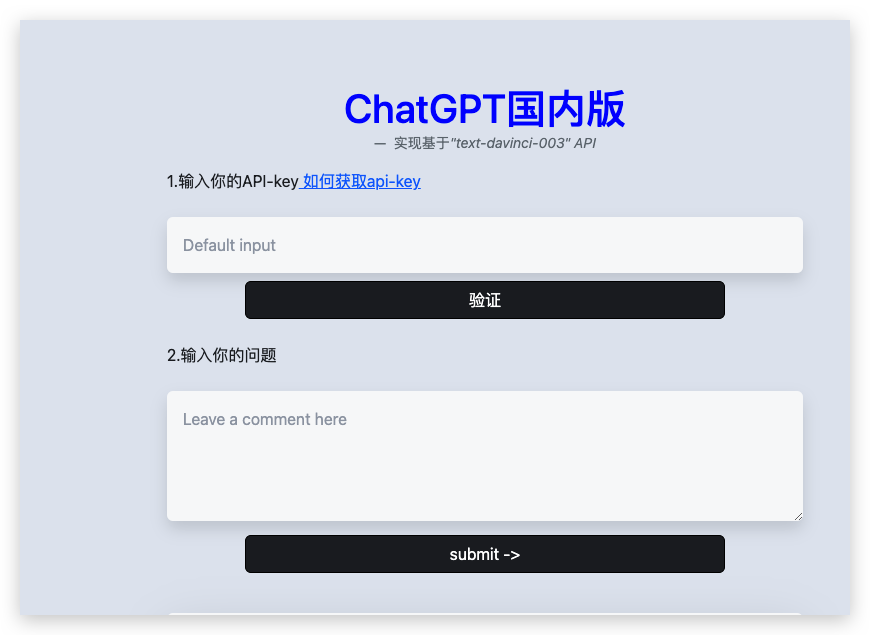 ChatGPT国内版
— 实现基于"text-davinci-003" API
1.输入你的API-key 如何获取api-key
Default input
验证
2.输入你的问题
Leave a comment here
submit ->